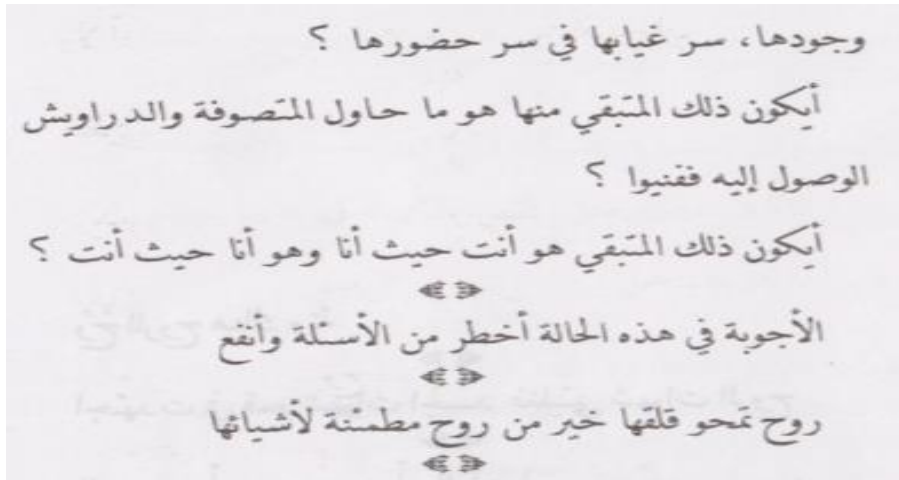 وجودها، سر غيابها في سر حضورها ؟
أيكون ذلك المتبقي منها هو ما حاول المتصوفة والدراويش
الوصول إليه ففنيوا ؟
أيكون ذلك المتبقي هو أنت حيث أنا وهو أنا حيث أنت ؟
الأجوبة في هذه الحالة أخطر من الأسئلة وأنفع
روح تمحو قلقها خير من روح مطمئنة لأشيائها